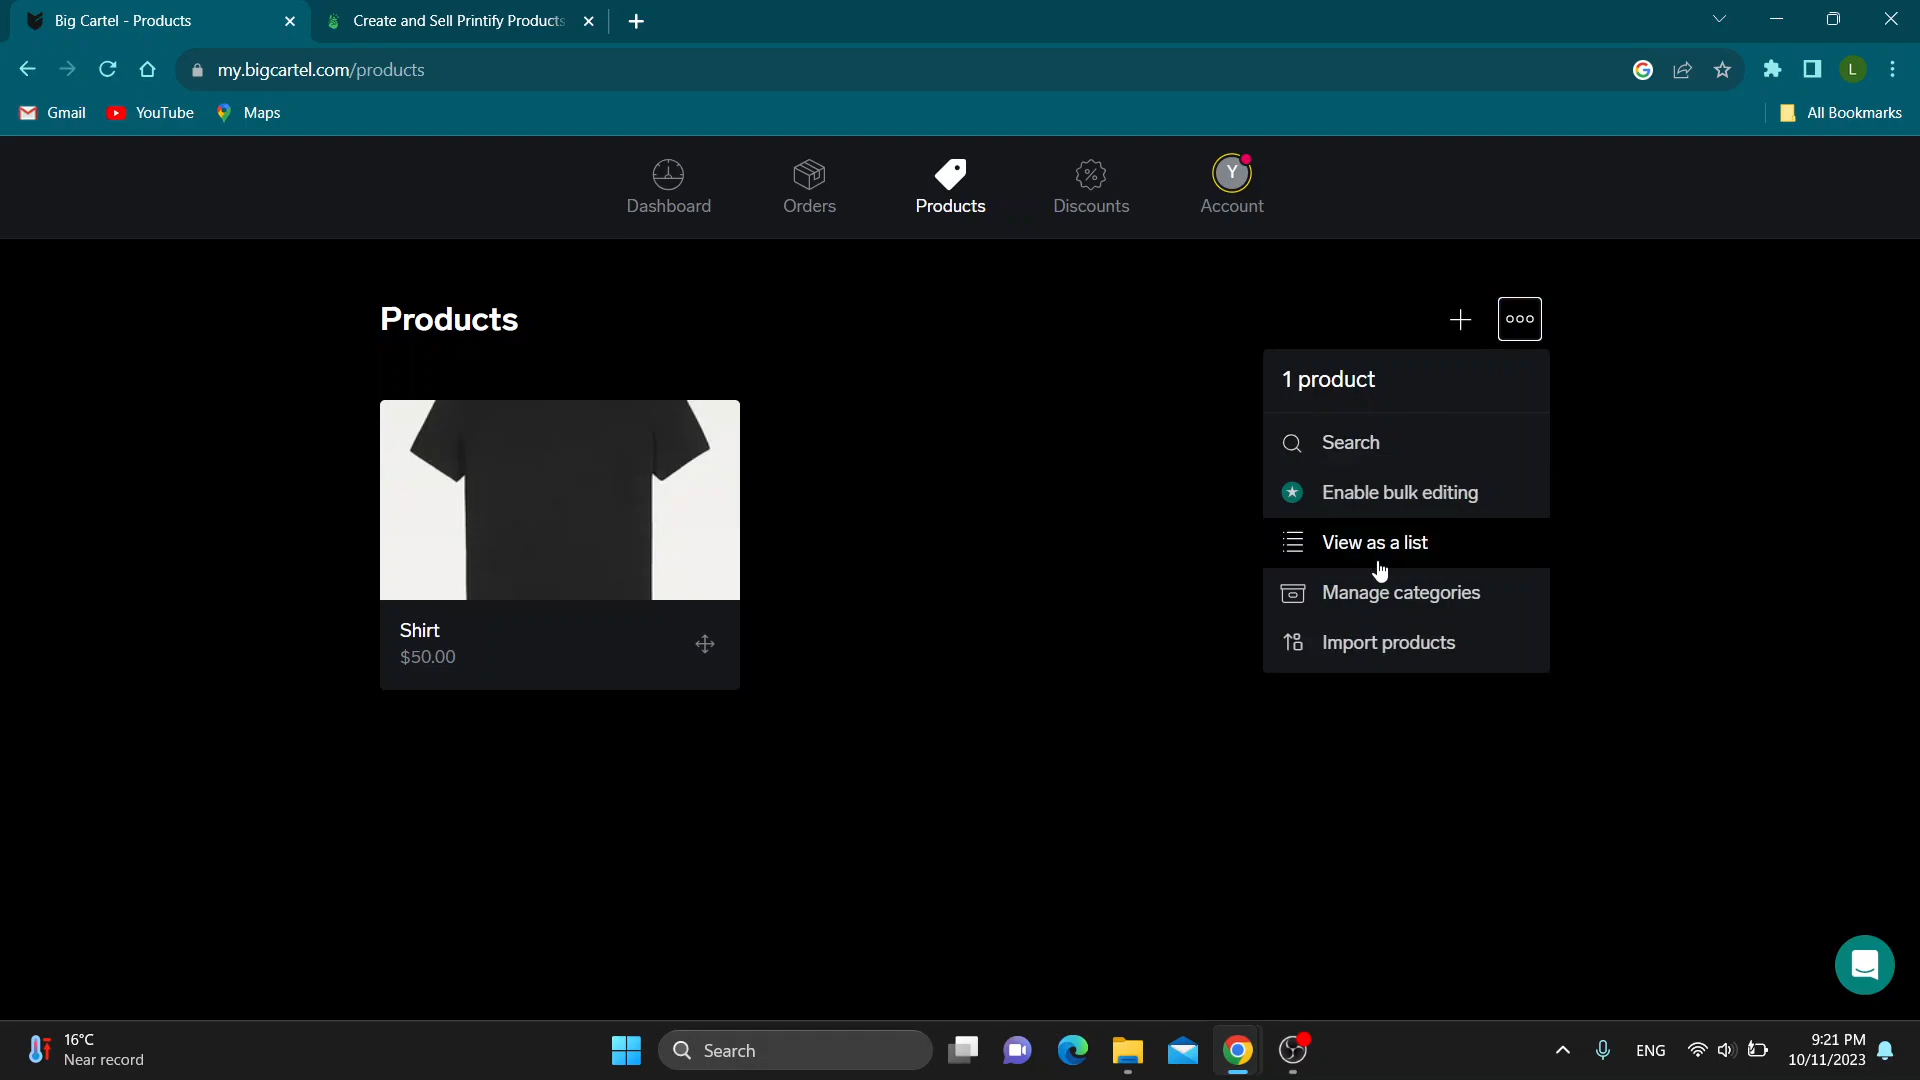 Big Cartel - Products
Create and Sell Printify Products
my.bigcartel.com/products
Gmail
YouTube
Maps
All Bookmarks
L
Dashboard
Orders
Products
Discounts
Y
Account
Products
1 product
Search
Enable bulk editing
View as a list
Manage categories
Import products
Shirt
$50.00
16°C
Near record
Search
ENG
9:21 PM
10/11/2023